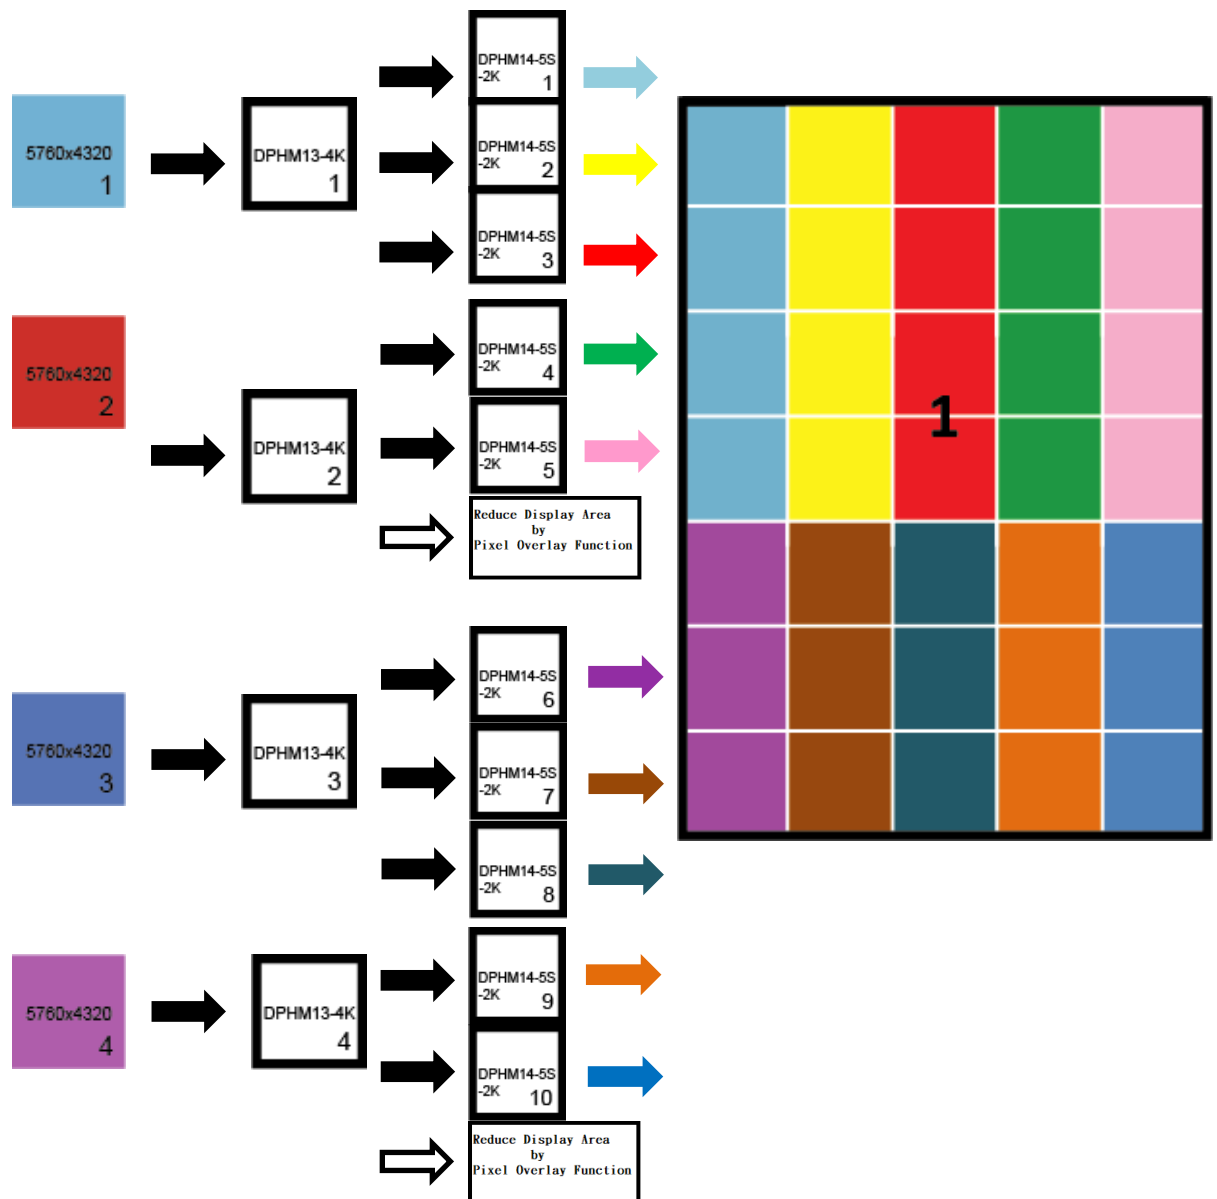 5760x4320
1
DPHM13-4K
1
DPHM14-5S
-2K
1
DPHM14-5S
-2K
2
DPHM14-5S
-2K
3
5760x4320
2
DPHM13-4K
2
DPHM14-5S
-2K
4
DPHM14-5S
-2K
5
Reduce Display Area
by
Pixel Overlay Function
1
5760x4320
3
DPHM13-4K
3
DPHM14-5S
-2K
6
DPHM14-5S
-2K
7
DPHM14-5S
-2K
8
5760x4320
4
DPHM13-4K
4
DPHM14-5S
-2K
9
DPHM14-5S
-2K
10
Reduce Display Area
by
Pixel Overlay Function